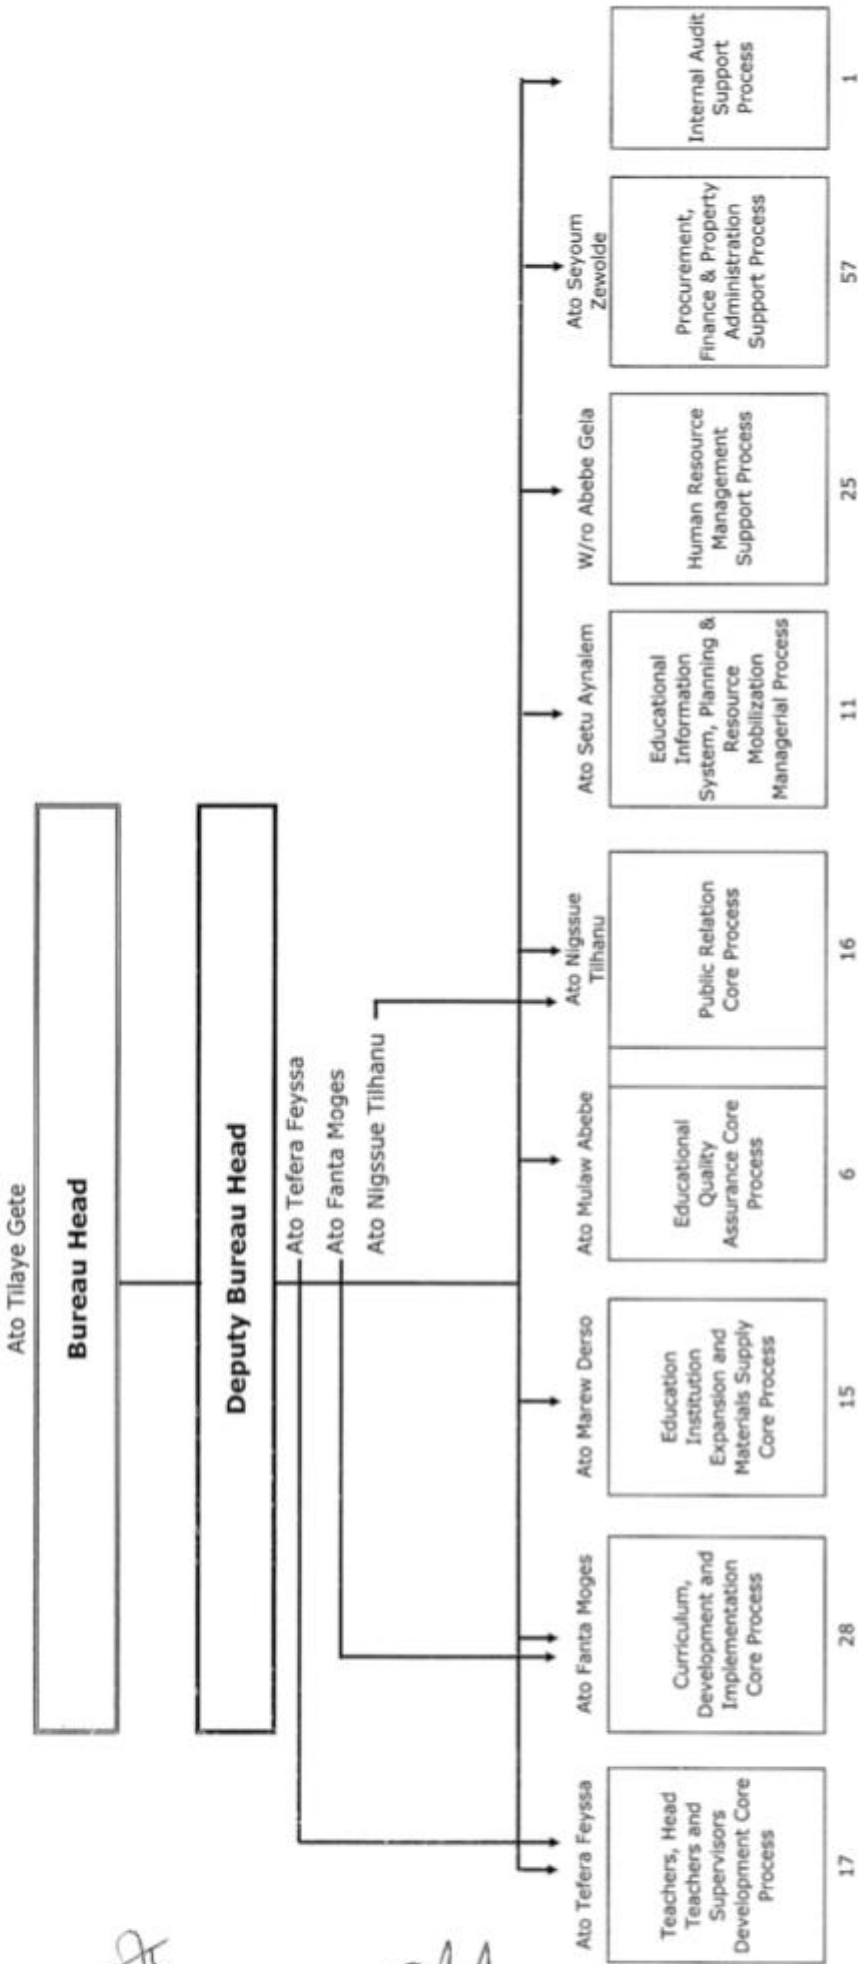 Ato Tilaye Gete
Bureau Head
Deputy Bureau Head
Ato Tefera Feyssa
Ato Fanta Moges
Ato Nigssue Tilhanu
Ato Tefera Feyssa
Teachers, Head
Teachers and
Supervisors
Development Core
Process
17
Ato Fanta Moges
Curriculum,
Development and
Implementation
Core Process
28
Ato Marew Derso
Education
Institution
Expansion and
Materials Supply
Core Process
15
Ato Mulaw Abebe
Educational
Quality
Assurance Core
Process
6
Ato Nigssue
Tilhanu
Public Relation
Core Process
16
Ato Setu Aynalem
Educational
Information
System, Planning &
Resource
Mobilization
Managerial Process
11
W/ro Abebe Gela
Human Resource
Management
Support Process
25
Ato Seyoum
Zewolde
Procurement,
Finance & Property
Administration
Support Process
57
Internal Audit
Support
Process
1